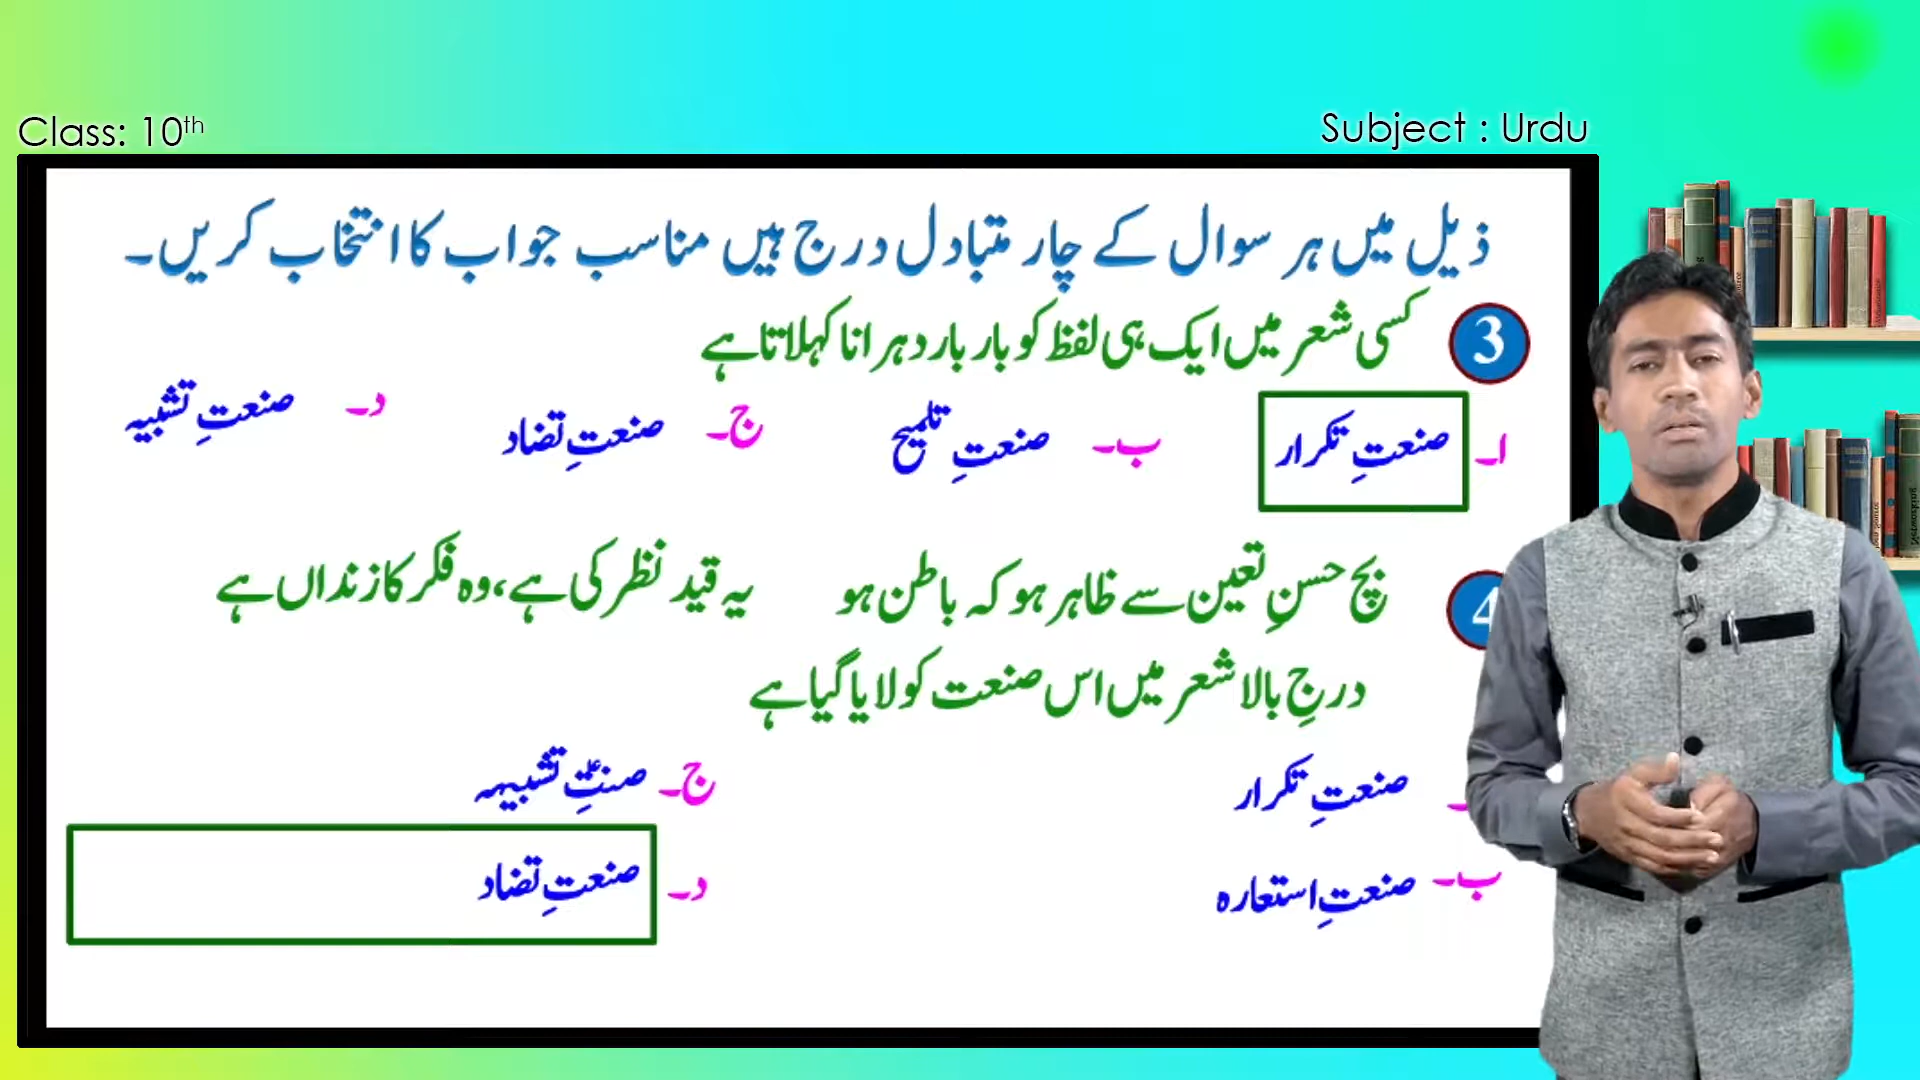 Class: 10th
Subject : Urdu
ذیل میں ہر سوال کے چار متبادل درج ہیں مناسب جواب کا انتخاب کریں۔
3 کسی شعر میں ایک ہی لفظ کو بار بار دہرانا کہلاتا ہے
ا۔ صنعتِ تکرار ب۔ صنعتِ تلمیح ج۔ صنعتِ تضاد د۔ صنعتِ تشبیہ
4 بچ حسنِ تعین سے ظاہر ہو کہ باطن ہو یہ قید نظر کی ہے، وہ فکر کا زنداں ہے
درجِ بالا شعر میں اس صنعت کو لایا گیا ہے
صنعتِ تکرار ج۔ صنعتِ تشبیہہ
ب۔ صنعتِ استعارہ د۔ صنعتِ تضاد